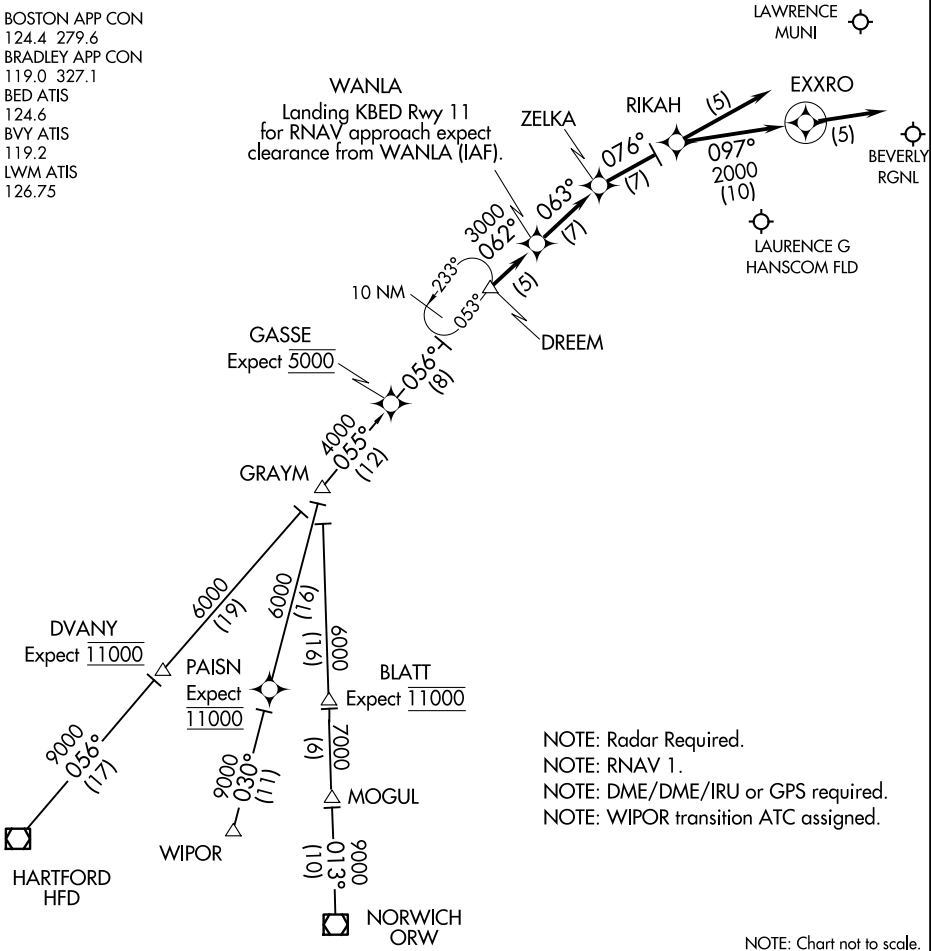 BOSTON APP CON
124.4 279.6
BRADLEY APP CON
119.0 327.1
BED ATIS
124.6
BVY ATIS
119.2
LWM ATIS
126.75
LAWRENCE
MUNI
WANLA
Landing KBED Rwy 11
for RNAV approach expect
clearance from WANLA (IAF).
ZELKA
RIKAH
EXXRO
(5)
(5)
BEVERLY
RGNL
076°
(7)
097°
2000
(10)
063°
(7)
LAURENCE G
HANSCOM FLD
3000
062°
(5)
233°
053°
10 NM
DREEM
GASSE
Expect 5000
056°
(8)
4000
055°
(12)
GRAYM
6000
(19)
6000
(16)
6000
(16)
DVANY
Expect 11000
PAISN
Expect
11000
BLATT
Expect 11000
9000
056°
(17)
9000
030°
(11)
7000
(6)
MOGUL
WIPOR
9000
013°
(10)
HARTFORD
HFD
NORWICH
ORW
NOTE: Radar Required.
NOTE: RNAV 1.
NOTE: DME/DME/IRU or GPS required.
NOTE: WIPOR transition ATC assigned.
NOTE: Chart not to scale.